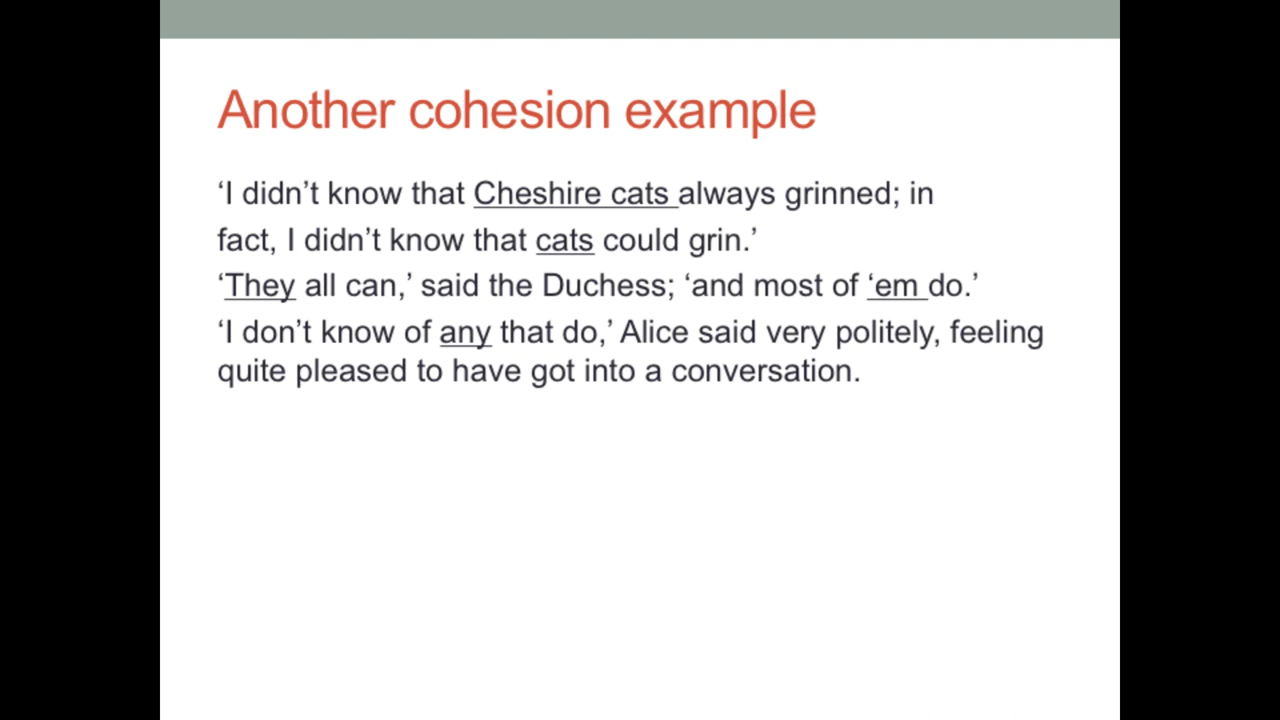 Another cohesion example
‘I didn’t know that Cheshire cats always grinned; in
fact, I didn’t know that cats could grin.’
‘They all can,’ said the Duchess; ‘and most of ‘em do.’
‘I don’t know of any that do,’ Alice said very politely, feeling
quite pleased to have got into a conversation.